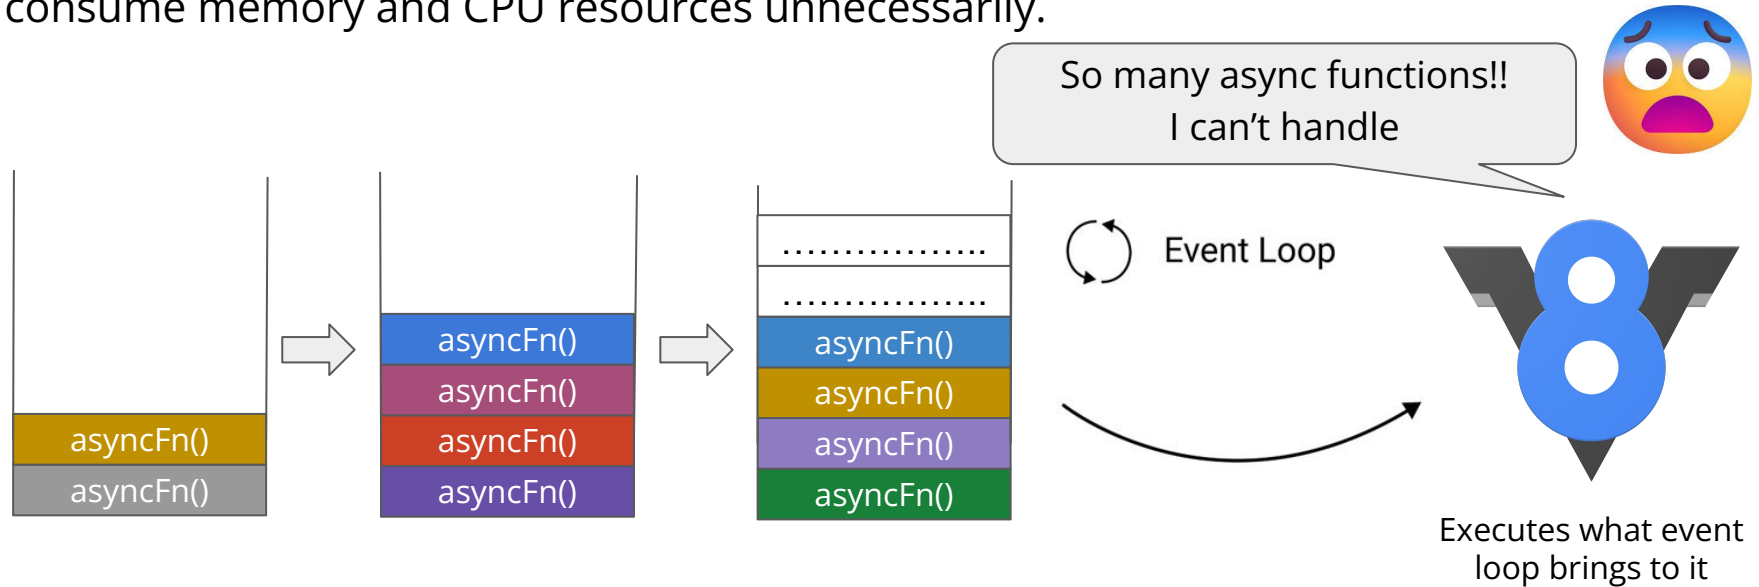 consume memory and CPU resources unnecessarily.
So many async functions!!
I can't handle
Event Loop
asyncFn()
asyncFn()
asyncFn()
asyncFn()
asyncFn()
asyncFn()
.................
.................
asyncFn()
asyncFn()
asyncFn()
asyncFn()
8
Executes what event
loop brings to it